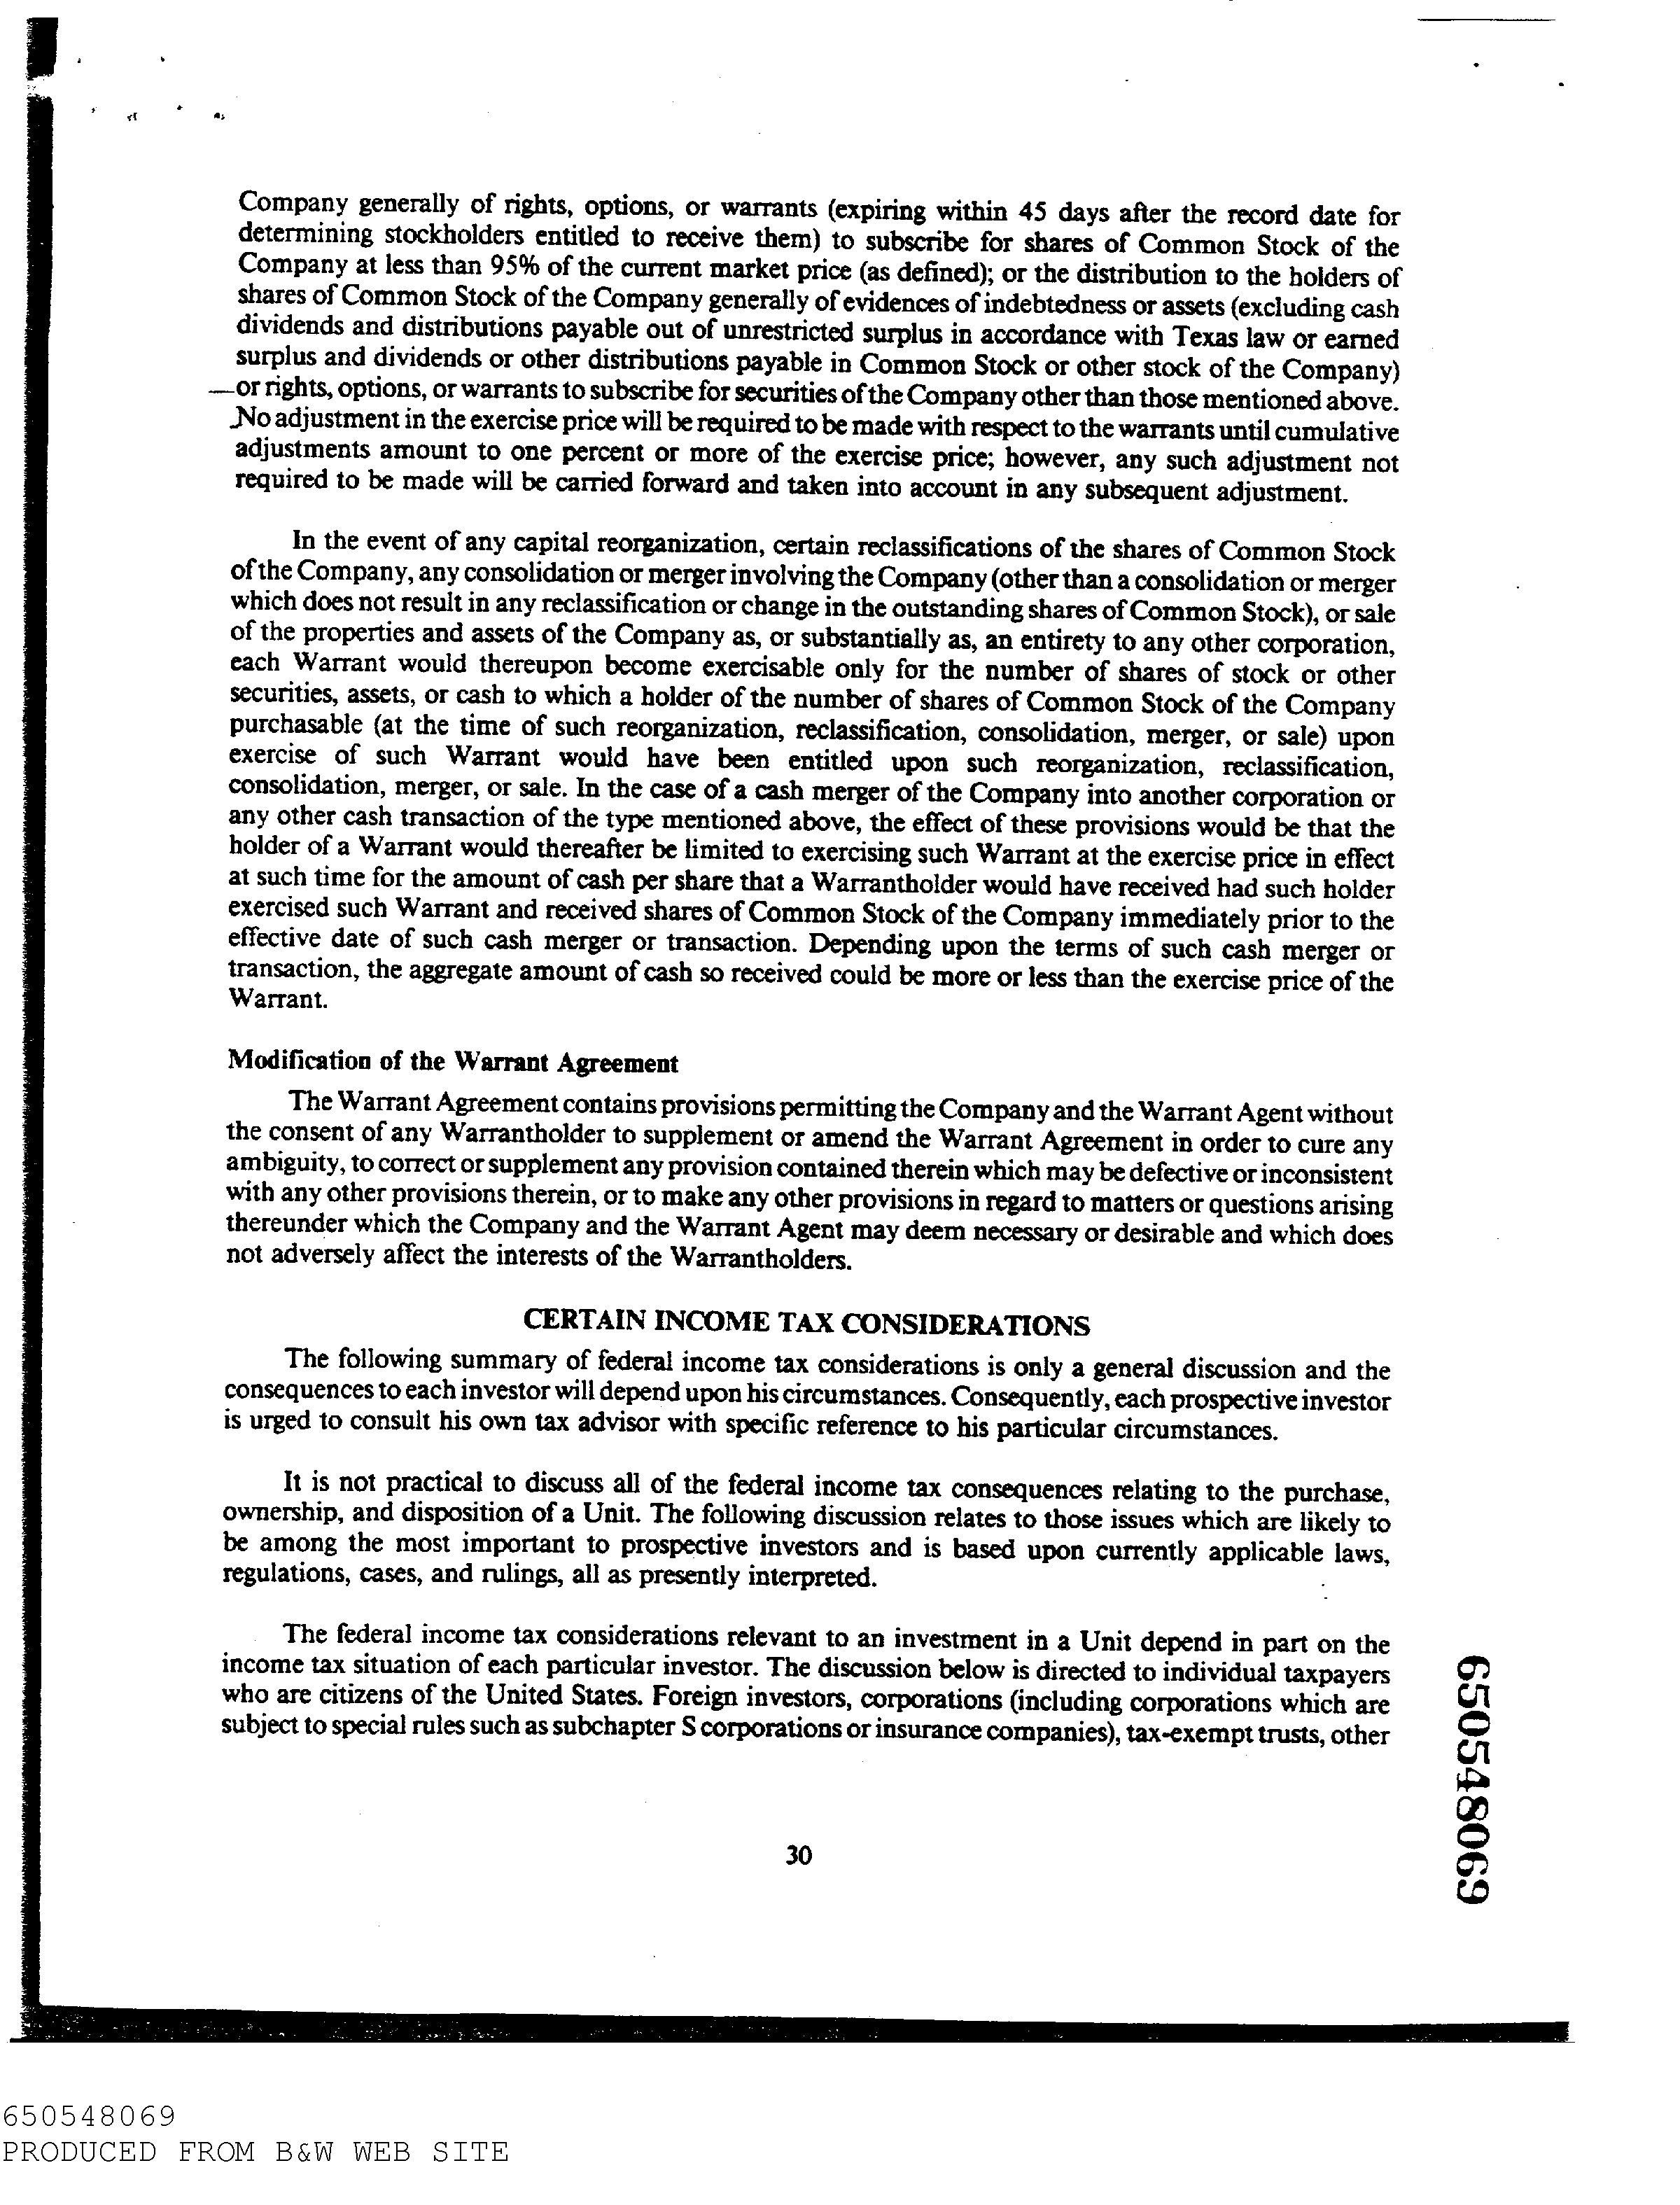 Company generally of rights, options, or warrants (expiring within 45 days after the record date for
determining stockholders entitled to receive them) to subscribe for shares of Common Stock of the
Company at less than 95% of the current market price (as defined); or the distribution to the holders of
shares of Common Stock of the Company generally of evidences of indebtedness or assets (excluding cash
dividends and distributions payable out of unrestricted surplus in accordance with Texas law or earned
surplus and dividends or other distributions payable in Common Stock or other stock of the Company)
or rights, options, or warrants to subscribe for securities of the Company other than those mentioned above.
No adjustment in the exercise price will be required to be made with respect to the warrants until cumulative
adjustments amount to one percent or more of the exercise price; however, any such adjustment not
required to be made will be carried forward and taken into account in any subsequent adjustment.
In the event of any capital reorganization, certain reclassifications of the shares of Common Stock
of the Company, any consolidation or merger involving the Company (other than a consolidation or merger
which does not result in any reclassification or change in the outstanding shares of Common Stock), or sale
of the properties and assets of the Company as, or substantially as, an entirety to any other corporation,
each Warrant would thereupon become exercisable only for the number of shares of stock or other
securities, assets, or cash to which a holder of the number of shares of Common Stock of the Company
purchasable (at the time of such reorganization, reclassification, consolidation, merger, or sale) upon
exercise of such Warrant would have been entitled upon such reorganization, reclassification,
consolidation, merger, or sale. In the case of a cash merger of the Company into another corporation or
any other cash transaction of the type mentioned above, the effect of these provisions would be that the
holder of a Warrant would thereafter be limited to exercising such Warrant at the exercise price in effect
at such time for the amount of cash per share that a Warrantholder would have received had such holder
exercised such Warrant and received shares of Common Stock of the Company immediately prior to the
effective date of such cash merger or transaction. Depending upon the terms of such cash merger or
transaction, the aggregate amount of cash so received could be more or less than the exercise price of the
Warrant.
Modification of the Warrant Agreement
The Warrant Agreement contains provisions permitting the Company and the Warrant Agent without
the consent of any Warrantholder to supplement or amend the Warrant Agreement in order to cure any
ambiguity, to correct or supplement any provision contained therein which may be defective or inconsistent
with any other provisions therein, or to make any other provisions in regard to matters or questions arising
thereunder which the Company and the Warrant Agent may deem necessary or desirable and which does
not adversely affect the interests of the Warrantholders.
CERTAIN INCOME TAX CONSIDERATIONS
The following summary of federal income tax considerations is only a general discussion and the
consequences to each investor will depend upon his circumstances. Consequently, each prospective investor
is urged to consult his own tax advisor with specific reference to his particular circumstances.
It is not practical to discuss all of the federal income tax consequences relating to the purchase,
ownership, and disposition of a Unit. The following discussion relates to those issues which are likely to
be among the most important to prospective investors and is based upon currently applicable laws,
regulations, cases, and rulings, all as presently interpreted.
The federal income tax considerations relevant to an investment in a Unit depend in part on the
income tax situation of each particular investor. The discussion below is directed to individual taxpayers
who are citizens of the United States. Foreign investors, corporations (including corporations which are
subject to special rules such as subchapter S corporations or insurance companies), tax-exempt trusts, other
30
650548069
650548069
PRODUCED FROM B&W WEB SITE